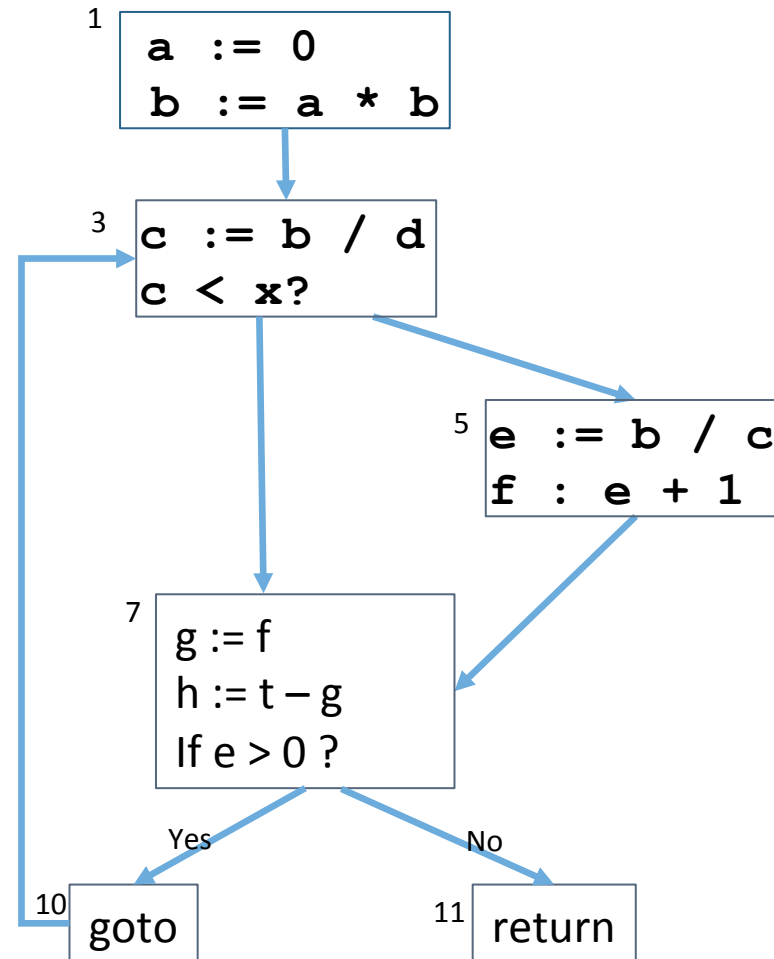 1
a := 0
b := a * b
3
c := b / d
c < x?
5
e := b / c
f : e + 1
7
g := f
h := t – g
If e > 0 ?
Yes
No
10
goto
11
return